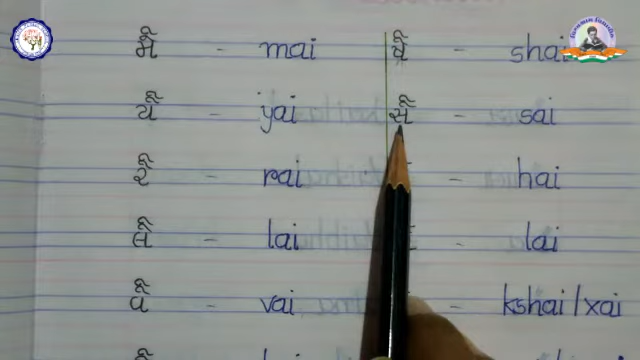 મૈ - mai ષૈ - shai
યૈ - yai સૈ - sai
રૈ - rai - hai
લૈ - lai - lai
વૈ - vai - kshai/xai